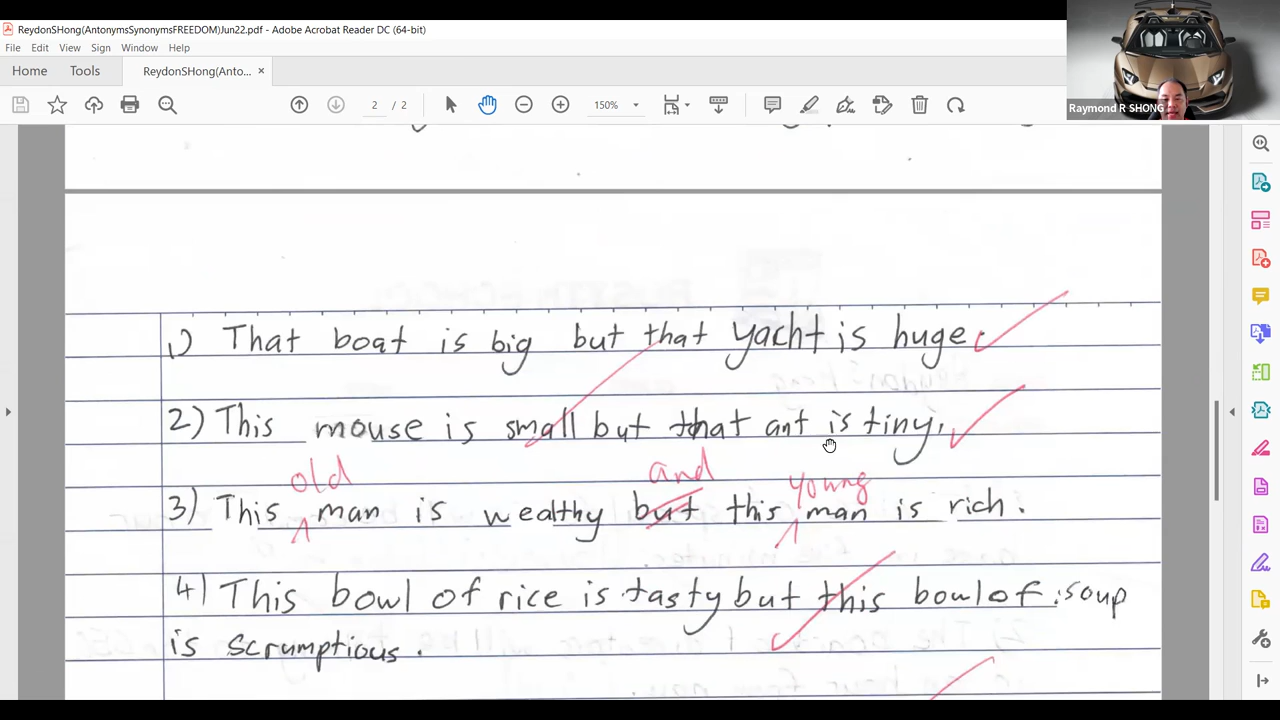 ReydonSHong(AntonymsSynonymsFREEDOM)Jun22.pdf - Adobe Acrobat Reader DC (64-bit)
File Edit View Sign Window Help
Home Tools ReydonSHong(Anto... ×
2 / 2 150%
Raymond R SHONG
1) That boat is big but that yacht is huge.
2) This mouse is small but that ant is tiny.
old and young
3) This man is wealthy but this man is rich.
4) This bowl of rice is tasty but this bowl of soup
is scrumptious.